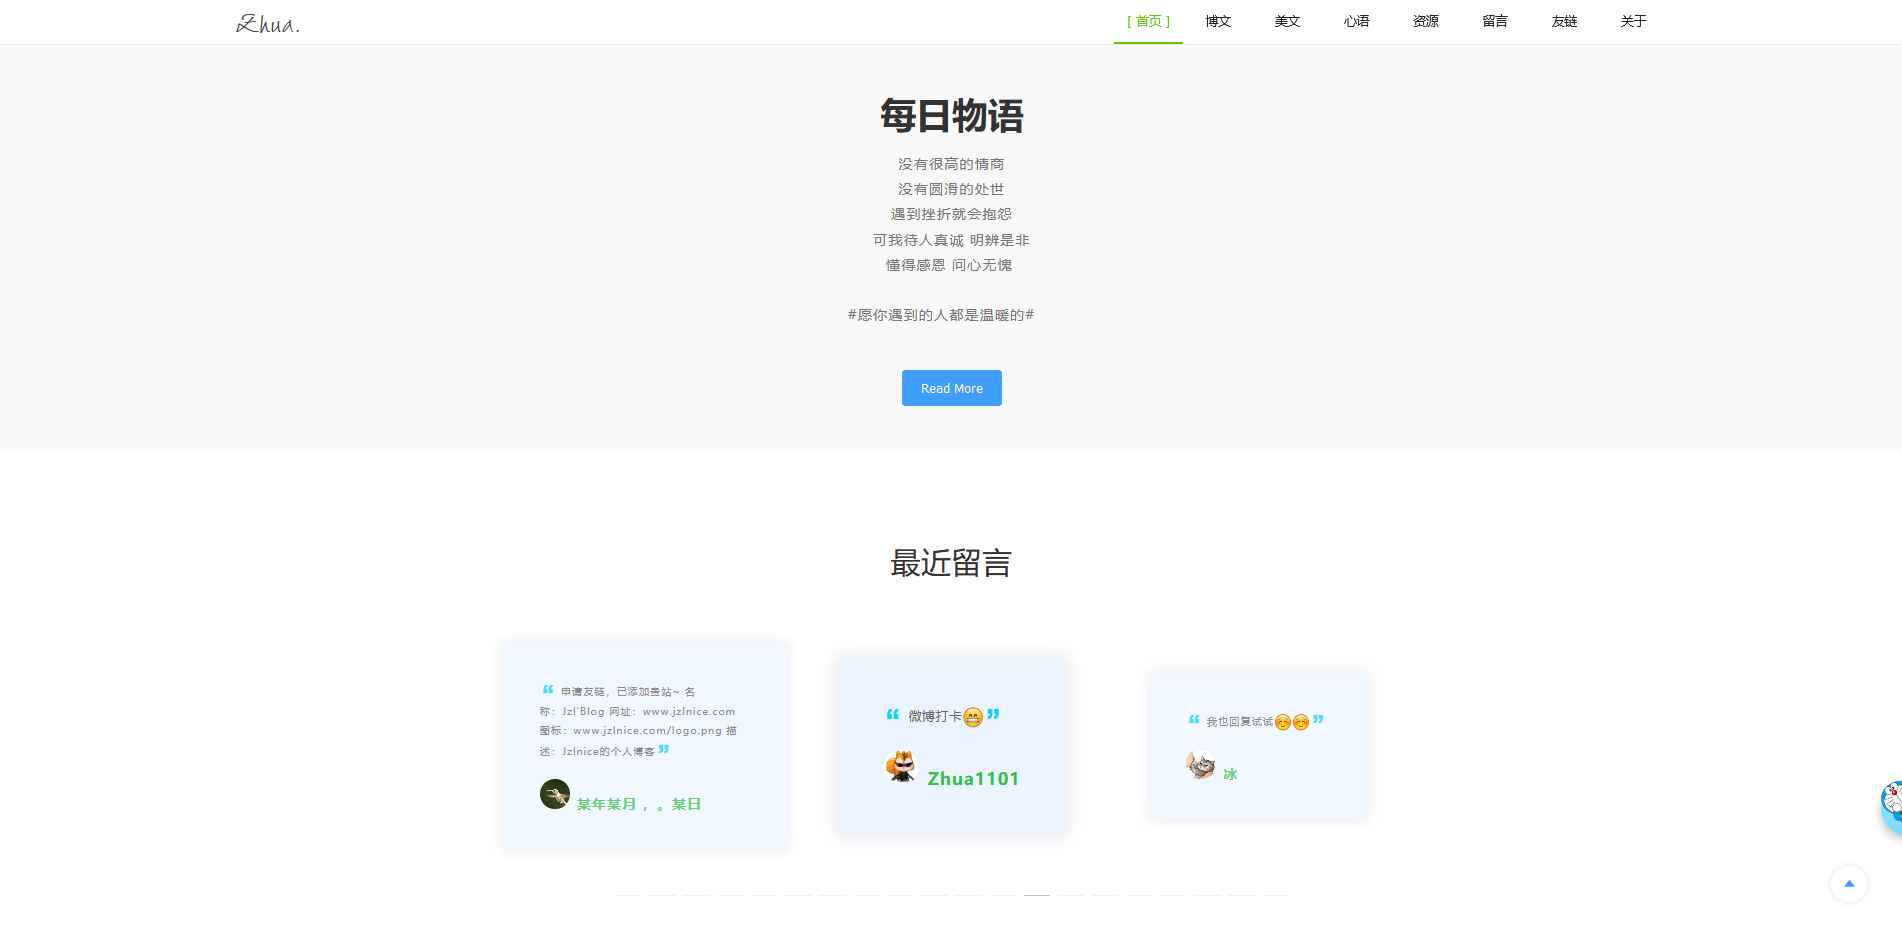 Zhua.
[ 首页 ] 博文 美文 心语 资源 留言 友链 关于
每日物语
没有很高的情商
没有圆滑的处世
遇到挫折就会抱怨
可我待人真诚 明辨是非
懂得感恩 问心无愧
#愿你遇到的人都是温暖的#
Read More
最近留言
❝ 申请友链，已添加贵站~ 名
称：Jzl`Blog 网址：www.jzlnice.com
图标：www.jzlnice.com/logo.png 描
述：Jzlnice的个人博客 ❞
某年某月 ，。某日
❝ 微博打卡😁 ❞
Zhua1101
❝ 我也回复试试😊😊 ❞
冰